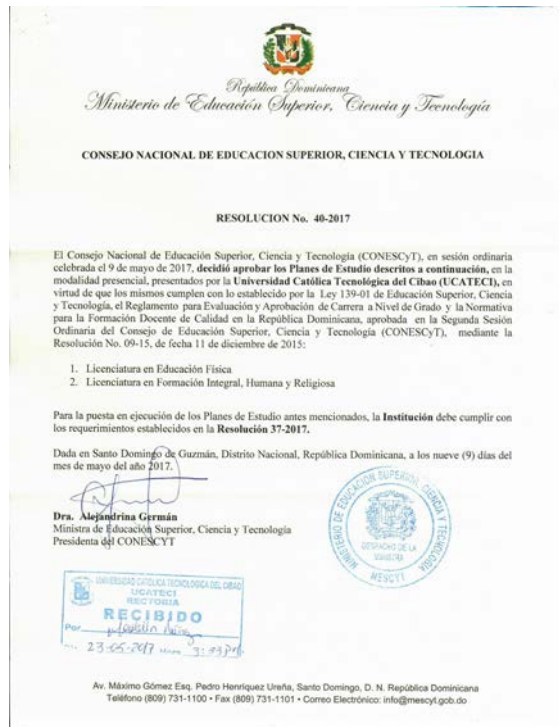 República Dominicana
Ministerio de Educación Superior, Ciencia y Tecnología
CONSEJO NACIONAL DE EDUCACION SUPERIOR, CIENCIA Y TECNOLOGIA
RESOLUCION No. 40-2017
El Consejo Nacional de Educación Superior, Ciencia y Tecnología (CONESCyT), en sesión ordinaria
celebrada el 9 de mayo de 2017, decidió aprobar los Planes de Estudio descritos a continuación, en la
modalidad presencial, presentados por la Universidad Católica Tecnológica del Cibao (UCATECI), en
virtud de que los mismos cumplen con lo establecido por la Ley 139-01 de Educación Superior, Ciencia
y Tecnología, el Reglamento para Evaluación y Aprobación de Carrera a Nivel de Grado y la Normativa
para la Formación Docente de Calidad en la República Dominicana, aprobada en la Segunda Sesión
Ordinaria del Consejo de Educación Superior, Ciencia y Tecnología (CONESCyT), mediante la
Resolución No. 09-15, de fecha 11 de diciembre de 2015:
1. Licenciatura en Educación Física
2. Licenciatura en Formación Integral, Humana y Religiosa
Para la puesta en ejecución de los Planes de Estudio antes mencionados, la Institución debe cumplir con
los requerimientos establecidos en la Resolución 37-2017.
Dada en Santo Domingo de Guzmán, Distrito Nacional, República Dominicana, a los nueve (9) días del
mes de mayo del año 2017.
Dra. Alejandrina Germán
Ministra de Educación Superior, Ciencia y Tecnología
Presidenta del CONESCYT
MINISTERIO DE EDUCACION SUPERIOR, CIENCIA Y TECNOLOGIA
DESPACHO DE LA
MINISTRA
MESCYT
UNIVERSIDAD CATOLICA TECNOLOGICA DEL CIBAO
UCATECI
RECTORIA
RECIBIDO
Por
23-05-2017 3:33 PM
Av. Máximo Gómez Esq. Pedro Henríquez Ureña, Santo Domingo, D. N. República Dominicana
Teléfono (809) 731-1100 • Fax (809) 731-1101 • Correo Electrónico: info@mescyt.gob.do